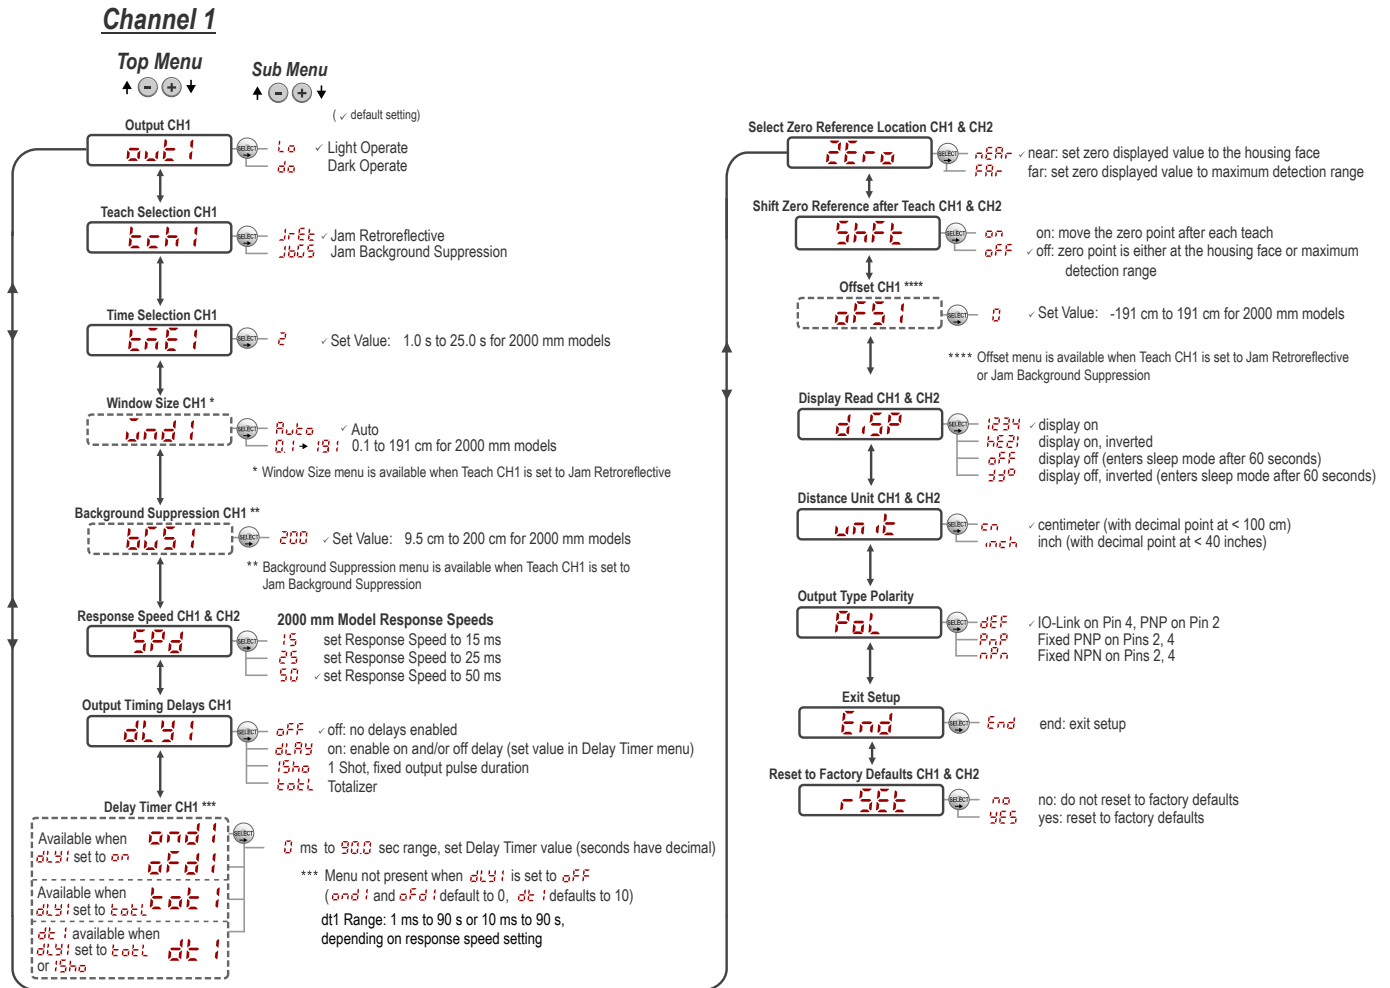 Channel 1
Top Menu
Sub Menu
- +
- +
( ✓ default setting)
Output CH1
out1
SELECT
Lo ✓ Light Operate
do Dark Operate
Teach Selection CH1
tch1
SELECT
JrEt ✓ Jam Retroreflective
JbGS Jam Background Suppression
Time Selection CH1
tmE1
SELECT
2 ✓ Set Value: 1.0 s to 25.0 s for 2000 mm models
Window Size CH1 *
wnd1
SELECT
Auto ✓ Auto
0.1 → 191 0.1 to 191 cm for 2000 mm models
* Window Size menu is available when Teach CH1 is set to Jam Retroreflective
Background Suppression CH1 **
bGS1
SELECT
200 ✓ Set Value: 9.5 cm to 200 cm for 2000 mm models
** Background Suppression menu is available when Teach CH1 is set to
Jam Background Suppression
Response Speed CH1 & CH2
SPd
SELECT
2000 mm Model Response Speeds
15 set Response Speed to 15 ms
25 set Response Speed to 25 ms
50 ✓ set Response Speed to 50 ms
Output Timing Delays CH1
dLY1
SELECT
oFF ✓ off: no delays enabled
dLAY on: enable on and/or off delay (set value in Delay Timer menu)
1Sho 1 Shot, fixed output pulse duration
totL Totalizer
Delay Timer CH1 ***
Available when
dLY1 set to on
ond1
oFd1
SELECT
Available when
dLY1 set to totL
tot1
dt1 available when
dLY1 set to totL
or 1Sho
dt1
0 ms to 90.0 sec range, set Delay Timer value (seconds have decimal)
*** Menu not present when dLY1 is set to oFF
(ond1 and oFd1 default to 0, dt1 defaults to 10)
dt1 Range: 1 ms to 90 s or 10 ms to 90 s,
depending on response speed setting
Select Zero Reference Location CH1 & CH2
ZEro
SELECT
nEAr ✓ near: set zero displayed value to the housing face
FAr far: set zero displayed value to maximum detection range
Shift Zero Reference after Teach CH1 & CH2
ShFt
SELECT
on on: move the zero point after each teach
oFF ✓ off: zero point is either at the housing face or maximum
detection range
Offset CH1 ****
oFS1
SELECT
0 ✓ Set Value: -191 cm to 191 cm for 2000 mm models
**** Offset menu is available when Teach CH1 is set to Jam Retroreflective
or Jam Background Suppression
Display Read CH1 & CH2
diSP
SELECT
1234 ✓ display on
hEZ1 display on, inverted
oFF display off (enters sleep mode after 60 seconds)
display off, inverted (enters sleep mode after 60 seconds)
Distance Unit CH1 & CH2
unit
SELECT
cm ✓ centimeter (with decimal point at < 100 cm)
inch inch (with decimal point at < 40 inches)
Output Type Polarity
PoL
SELECT
dEF ✓ IO-Link on Pin 4, PNP on Pin 2
PnP Fixed PNP on Pins 2, 4
nPn Fixed NPN on Pins 2, 4
Exit Setup
End
SELECT
End end: exit setup
Reset to Factory Defaults CH1 & CH2
rSEt
SELECT
no no: do not reset to factory defaults
YES yes: reset to factory defaults